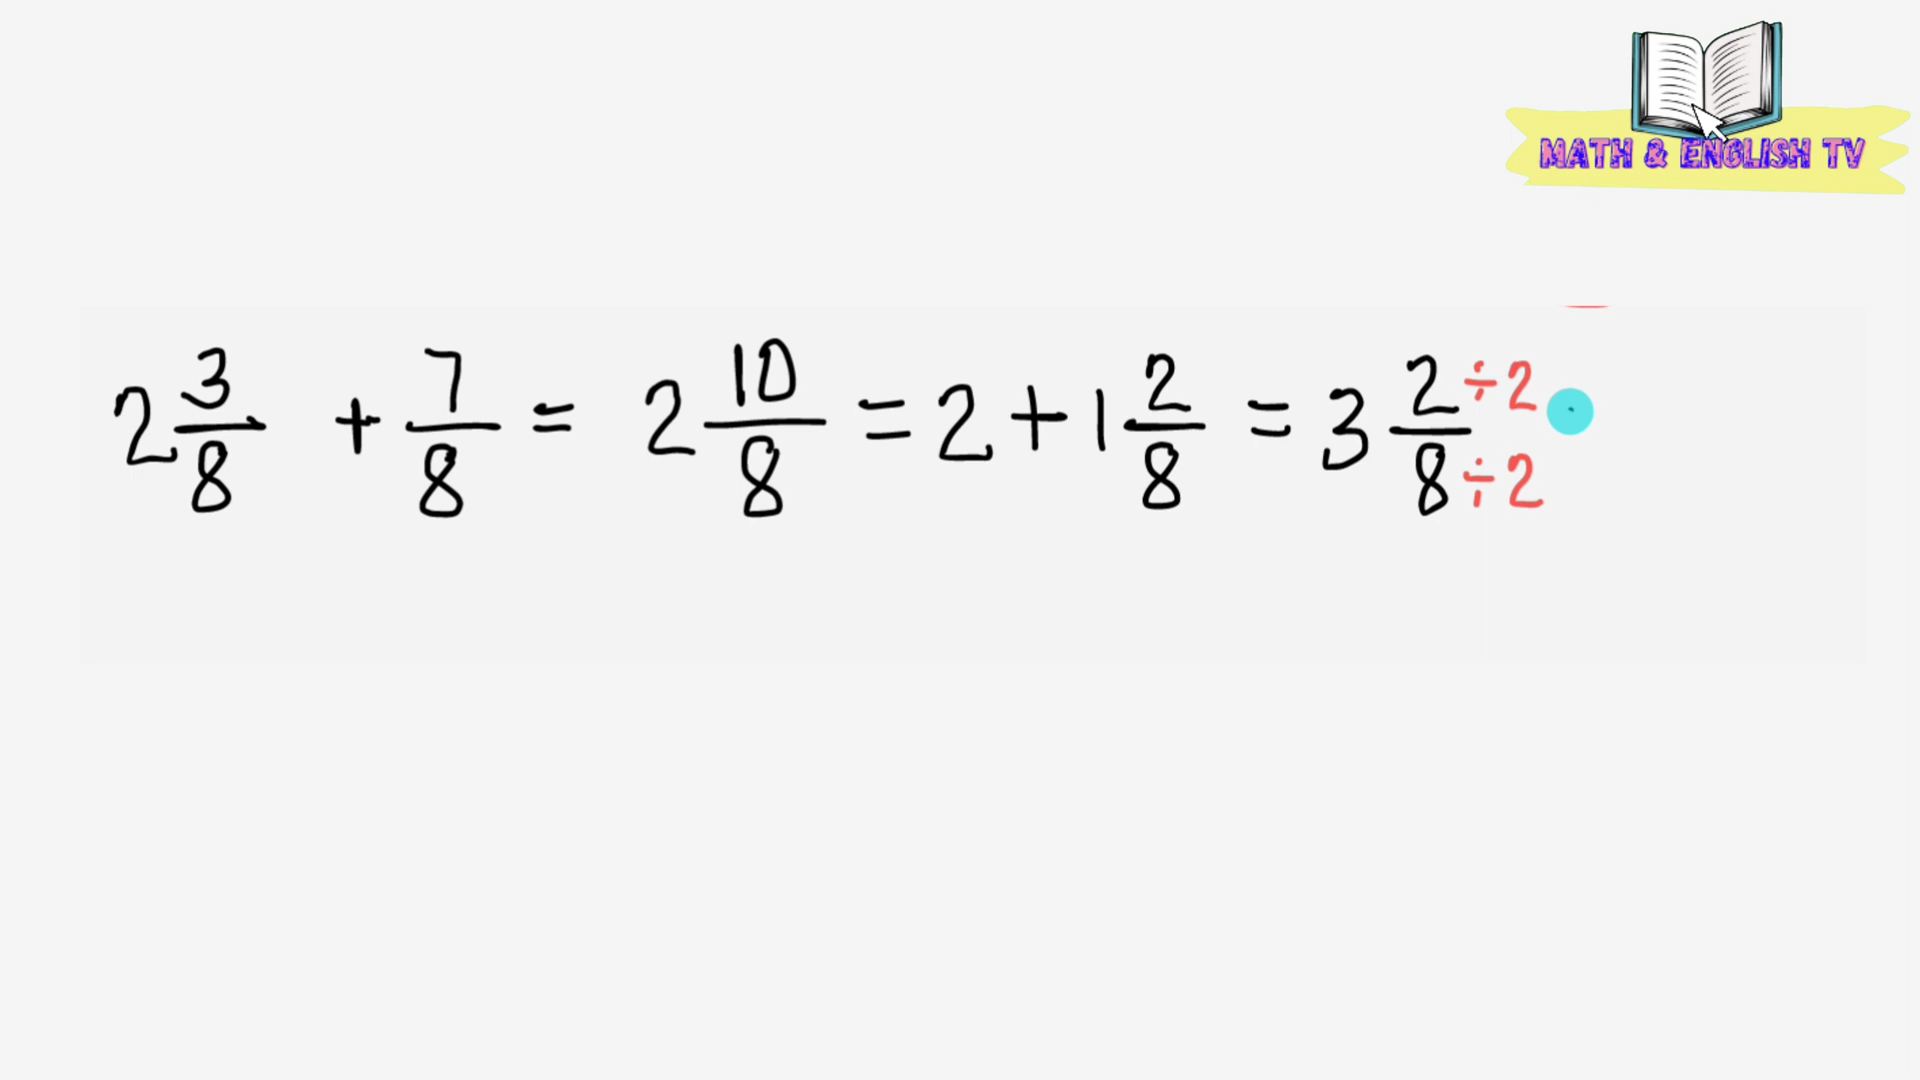 MATH & ENGLISH TV
2 3/8 + 7/8 = 2 10/8 = 2 + 1 2/8 = 3 2÷2/8÷2